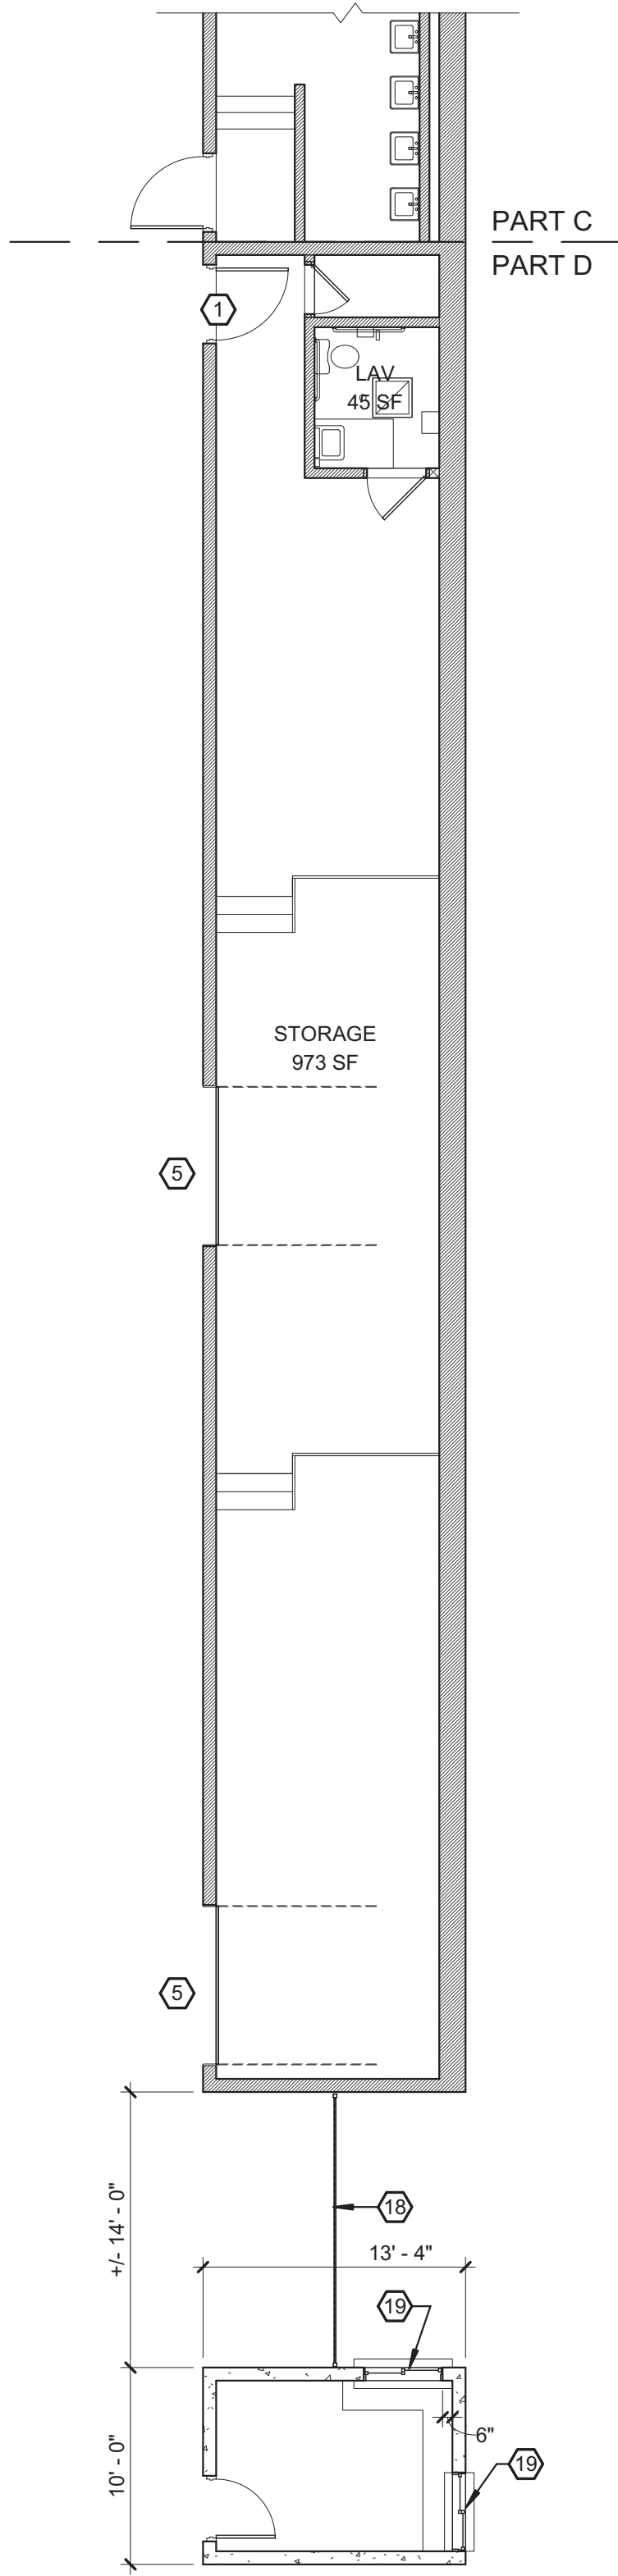 PART C
PART D
1
LAV
45 SF
STORAGE
973 SF
5
5
+/- 14' - 0"
18
13' - 4"
19
10' - 0"
6"
19